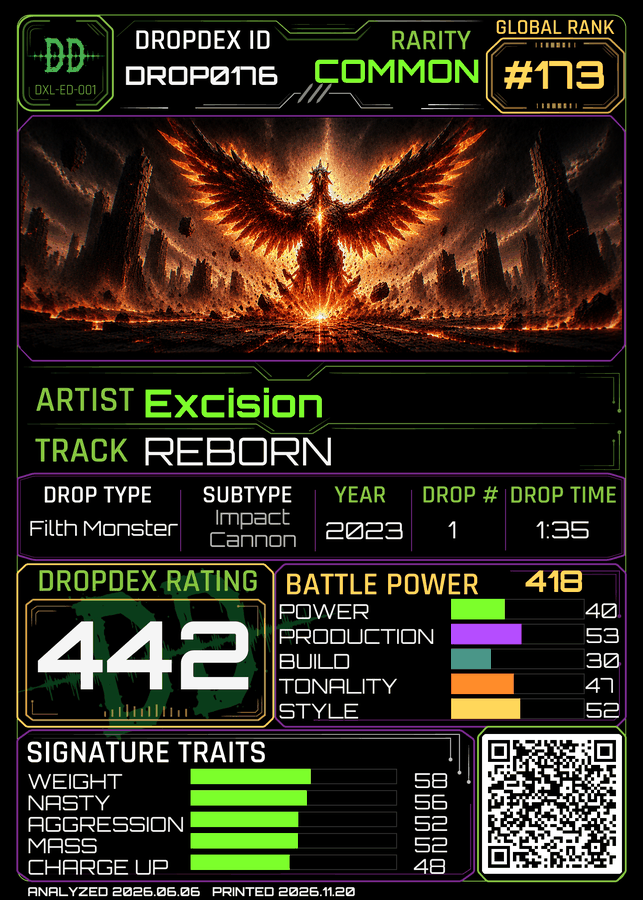 DD
DXL-ED-001
DROPDEX ID
DROP0176
RARITY
COMMON
GLOBAL RANK
#173
ARTIST Excision
TRACK REBORN
DROP TYPE
Filth Monster
SUBTYPE
Impact
Cannon
YEAR
2023
DROP #
1
DROP TIME
1:35
DROPDEX RATING
442
BATTLE POWER 418
POWER 40
PRODUCTION 53
BUILD 30
TONALITY 47
STYLE 52
SIGNATURE TRAITS
WEIGHT 58
NASTY 56
AGGRESSION 52
MASS 52
CHARGE UP 48
ANALYZED 2026.06.06 PRINTED 2026.11.20